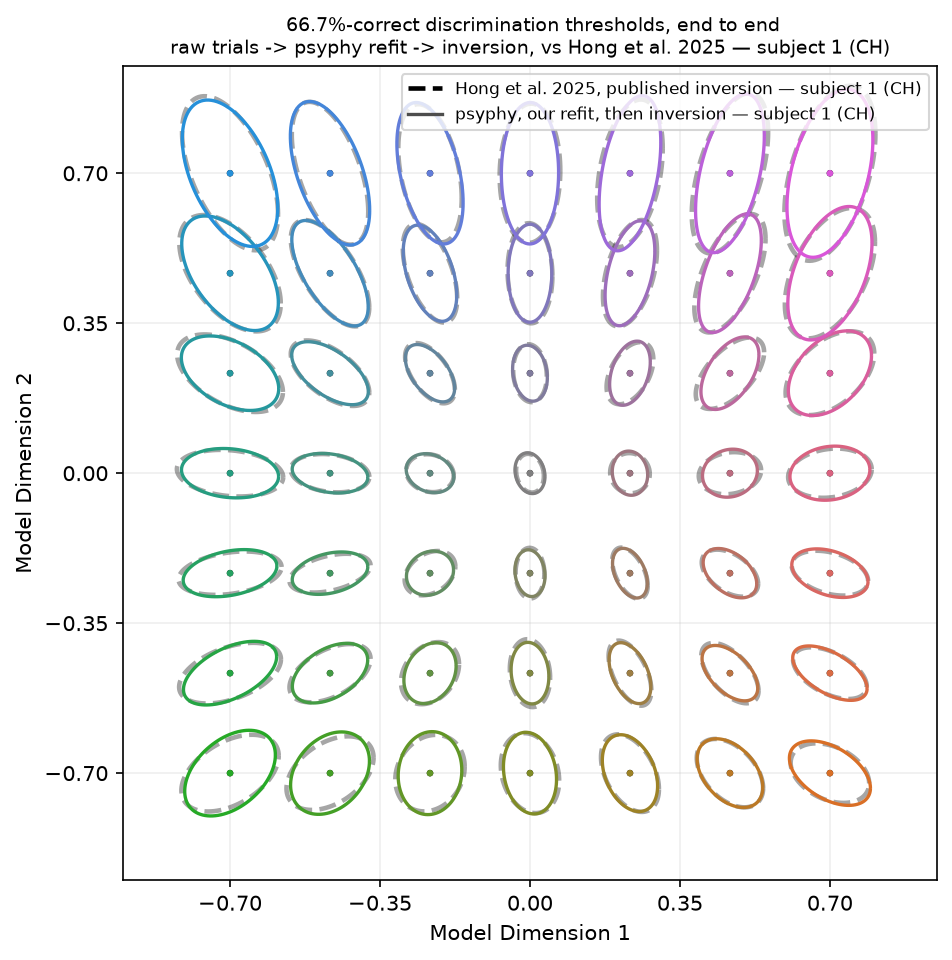 66.7%-correct discrimination thresholds, end to end
raw trials -> psyphy refit -> inversion, vs Hong et al. 2025 — subject 1 (CH)
Hong et al. 2025, published inversion — subject 1 (CH)
psyphy, our refit, then inversion — subject 1 (CH)
0.70
0.35
0.00
−0.35
−0.70
Model Dimension 2
−0.70
−0.35
0.00
0.35
0.70
Model Dimension 1